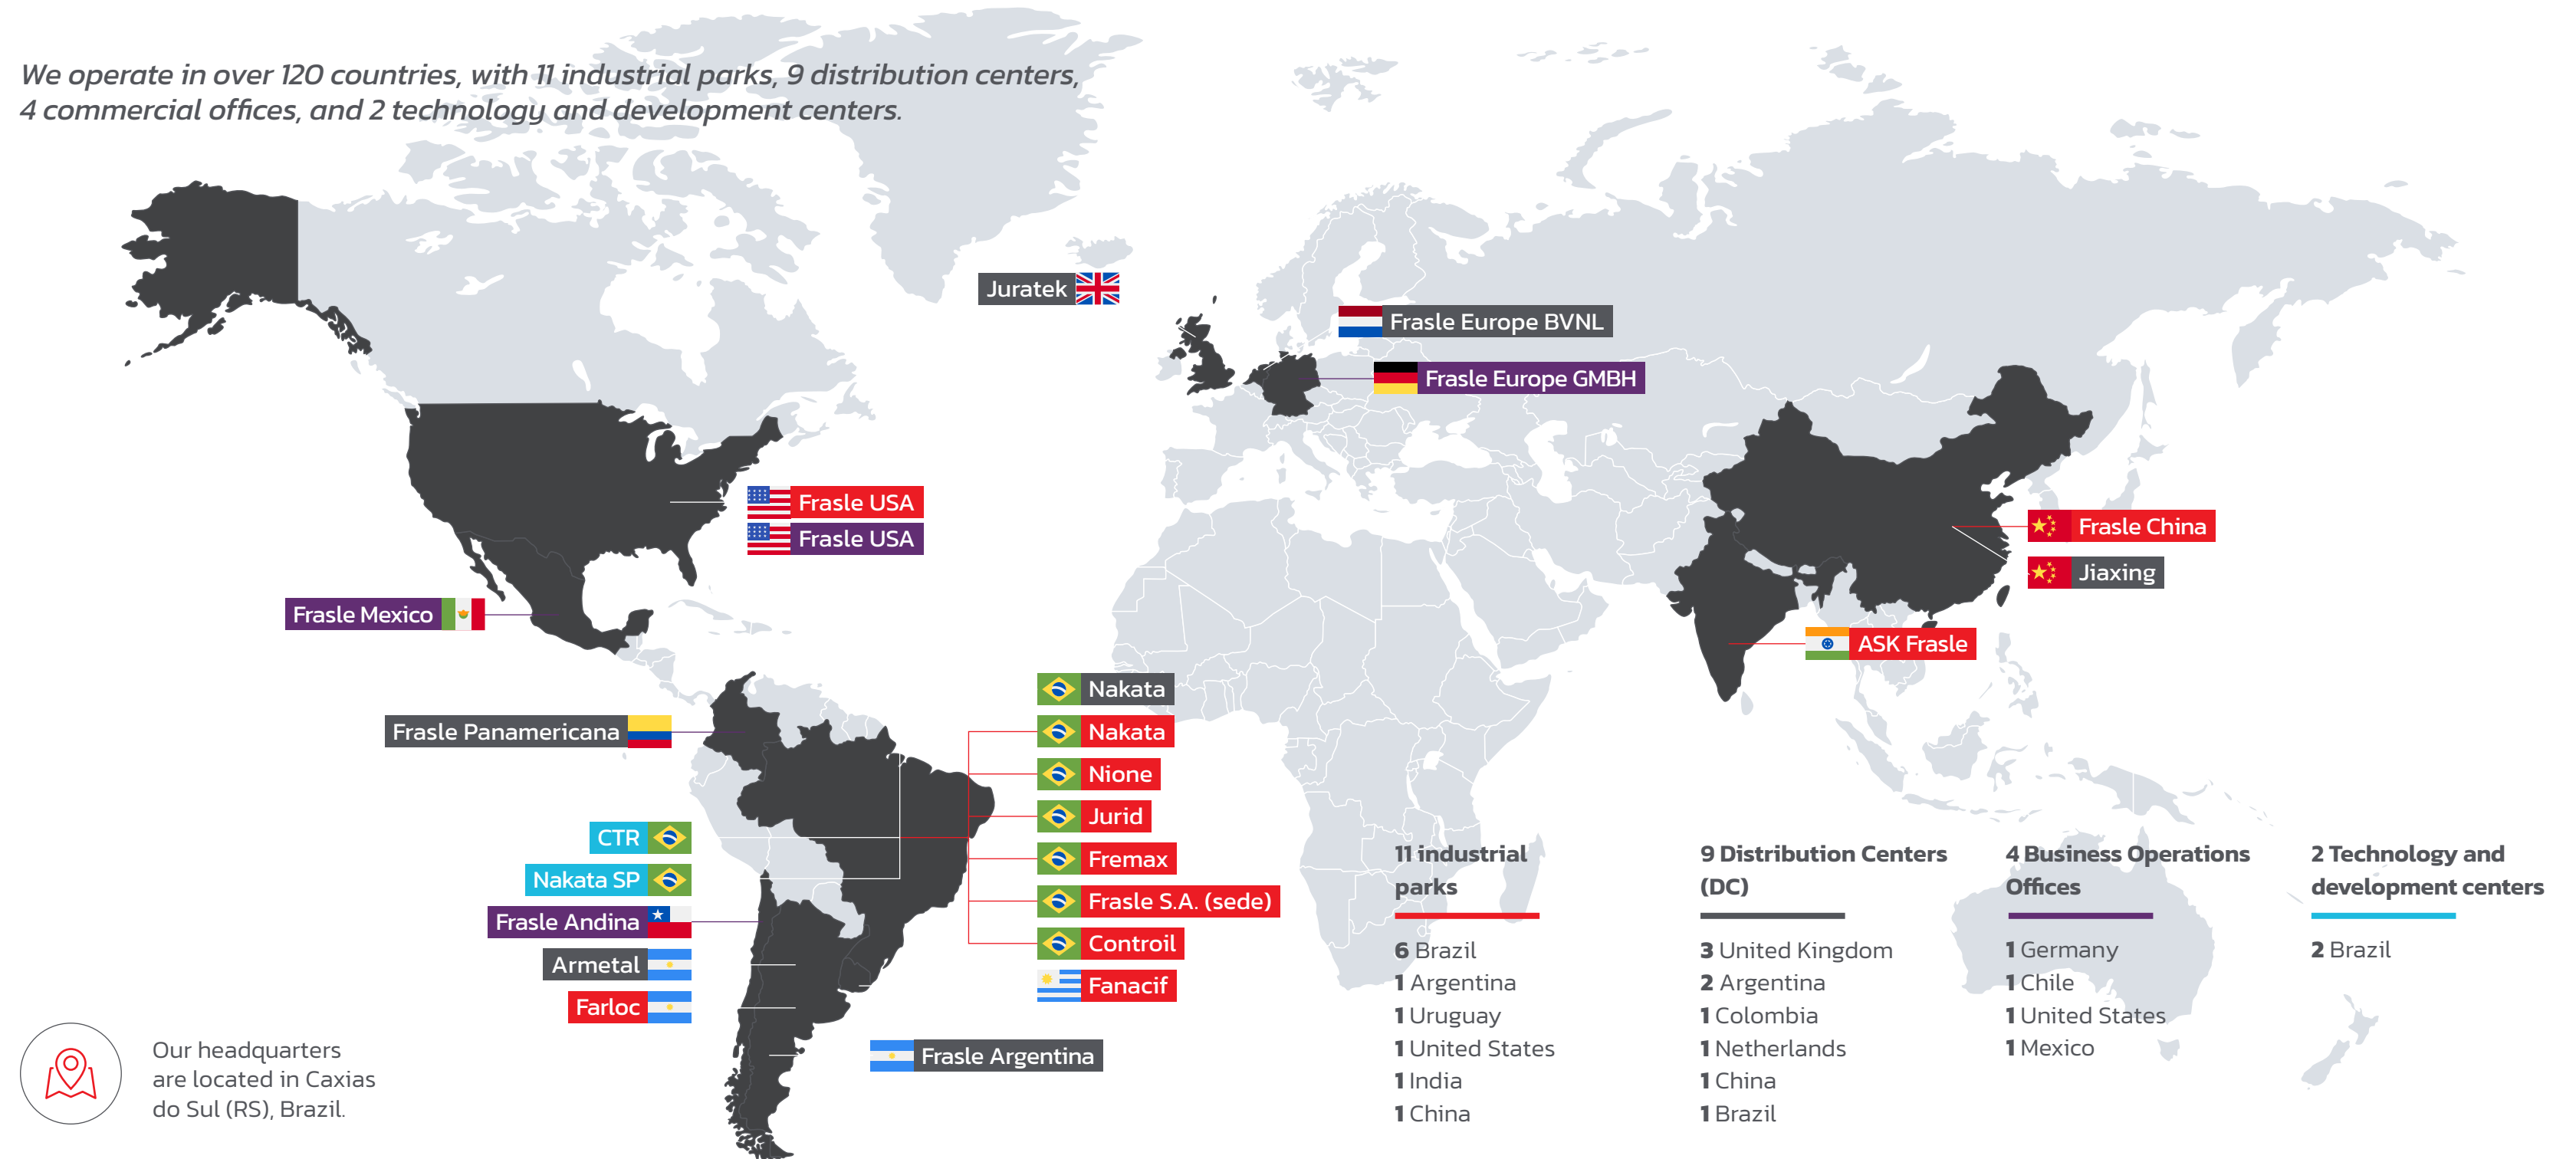 We operate in over 120 countries, with 11 industrial parks, 9 distribution centers,
4 commercial offices, and 2 technology and development centers.
Juratek
Frasle Europe BVNL
Frasle Europe GMBH
Frasle USA
Frasle USA
Frasle China
Jiaxing
Frasle Mexico
ASK Frasle
Frasle Panamericana
Nakata
Nakata
Nione
Jurid
Fremax
Frasle S.A. (sede)
Controil
Fanacif
CTR
Nakata SP
Frasle Andina
Armetal
Farloc
Frasle Argentina
Our headquarters
are located in Caxias
do Sul (RS), Brazil.
11 industrial
parks
6 Brazil
1 Argentina
1 Uruguay
1 United States
1 India
1 China
9 Distribution Centers
(DC)
3 United Kingdom
2 Argentina
1 Colombia
1 Netherlands
1 China
1 Brazil
4 Business Operations
Offices
1 Germany
1 Chile
1 United States
1 Mexico
2 Technology and
development centers
2 Brazil